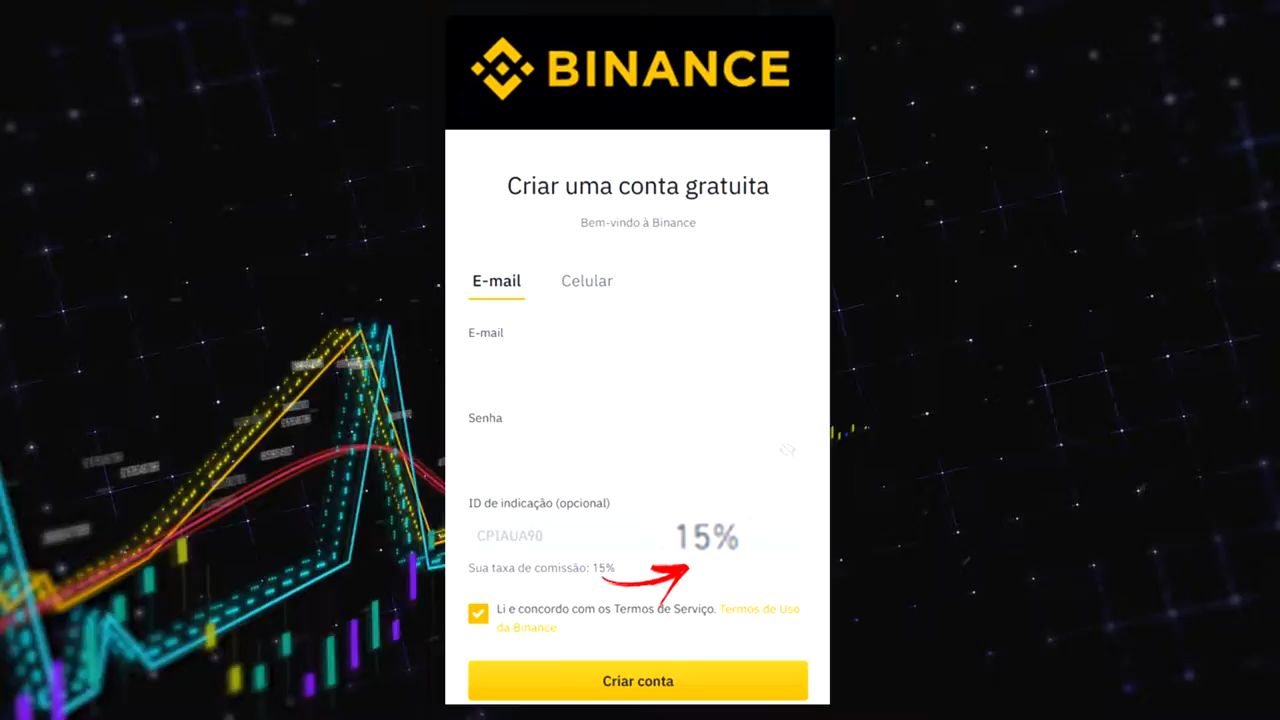 BINANCE
Criar uma conta gratuita
Bem-vindo à Binance
E-mail Celular
E-mail
Senha
ID de indicação (opcional)
CPIAUA90 15%
Sua taxa de comissão: 15%
Li e concordo com os Termos de Serviço. Termos de Uso
da Binance
Criar conta